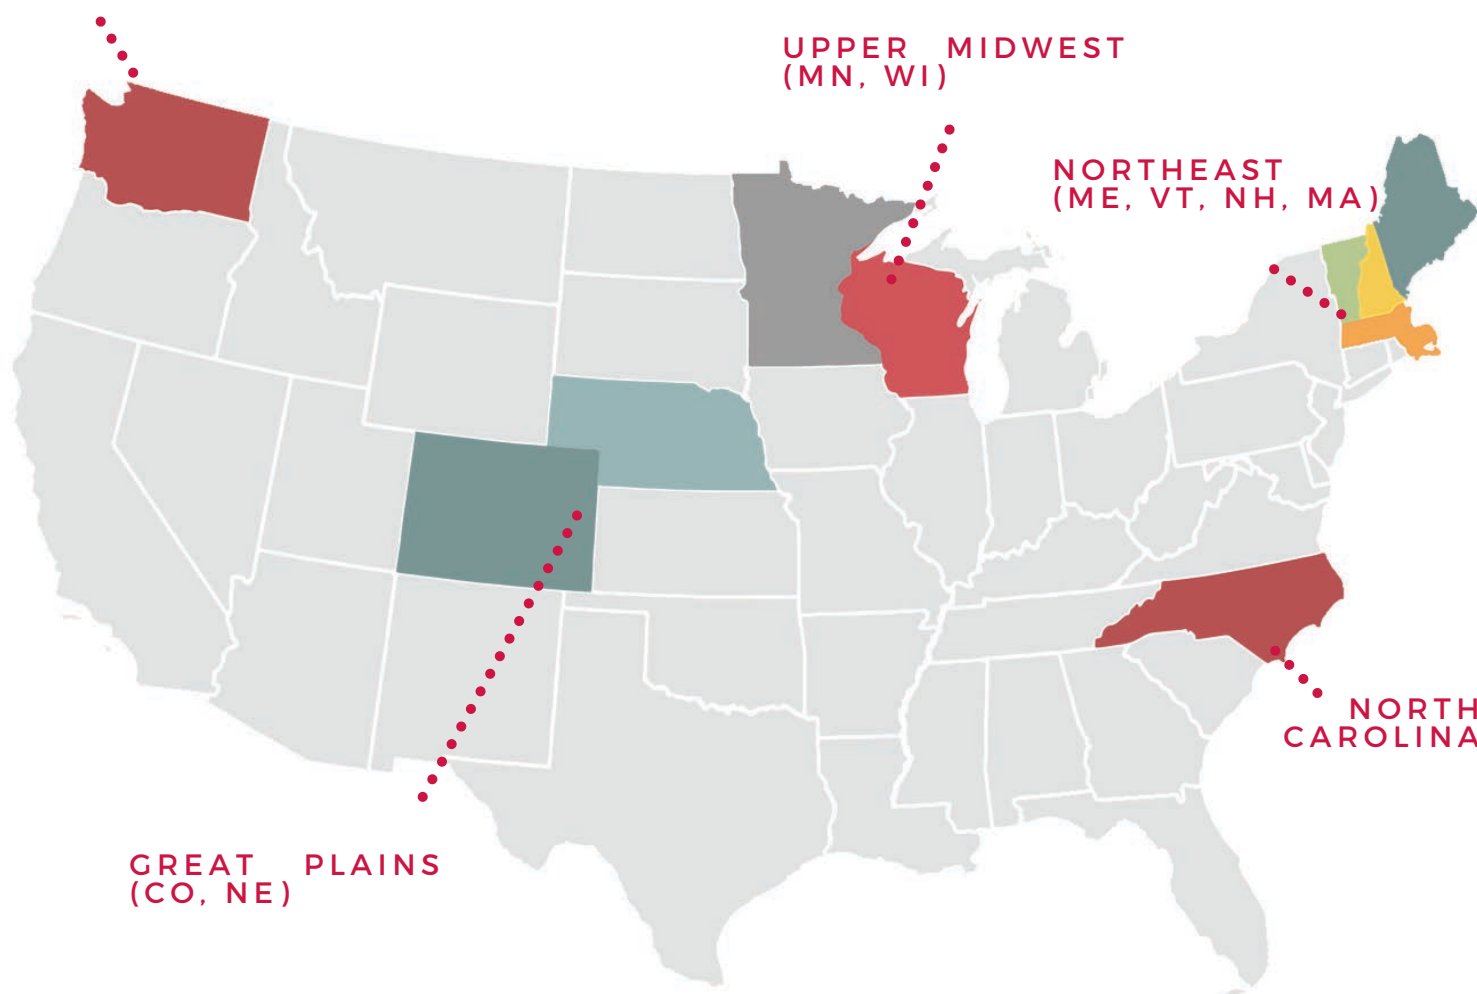 UPPER MIDWEST
(MN, WI)
NORTHEAST
(ME, VT, NH, MA)
NORTH
CAROLINA
GREAT PLAINS
(CO, NE)